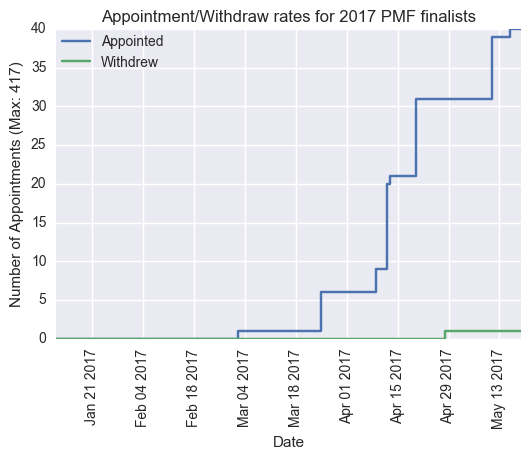 Appointment/Withdraw rates for 2017 PMF finalists
Appointed
Withdrew
Number of Appointments (Max: 417)
40
35
30
25
20
15
10
5
0
Jan 21 2017
Feb 04 2017
Feb 18 2017
Mar 04 2017
Mar 18 2017
Apr 01 2017
Apr 15 2017
Apr 29 2017
May 13 2017
Date